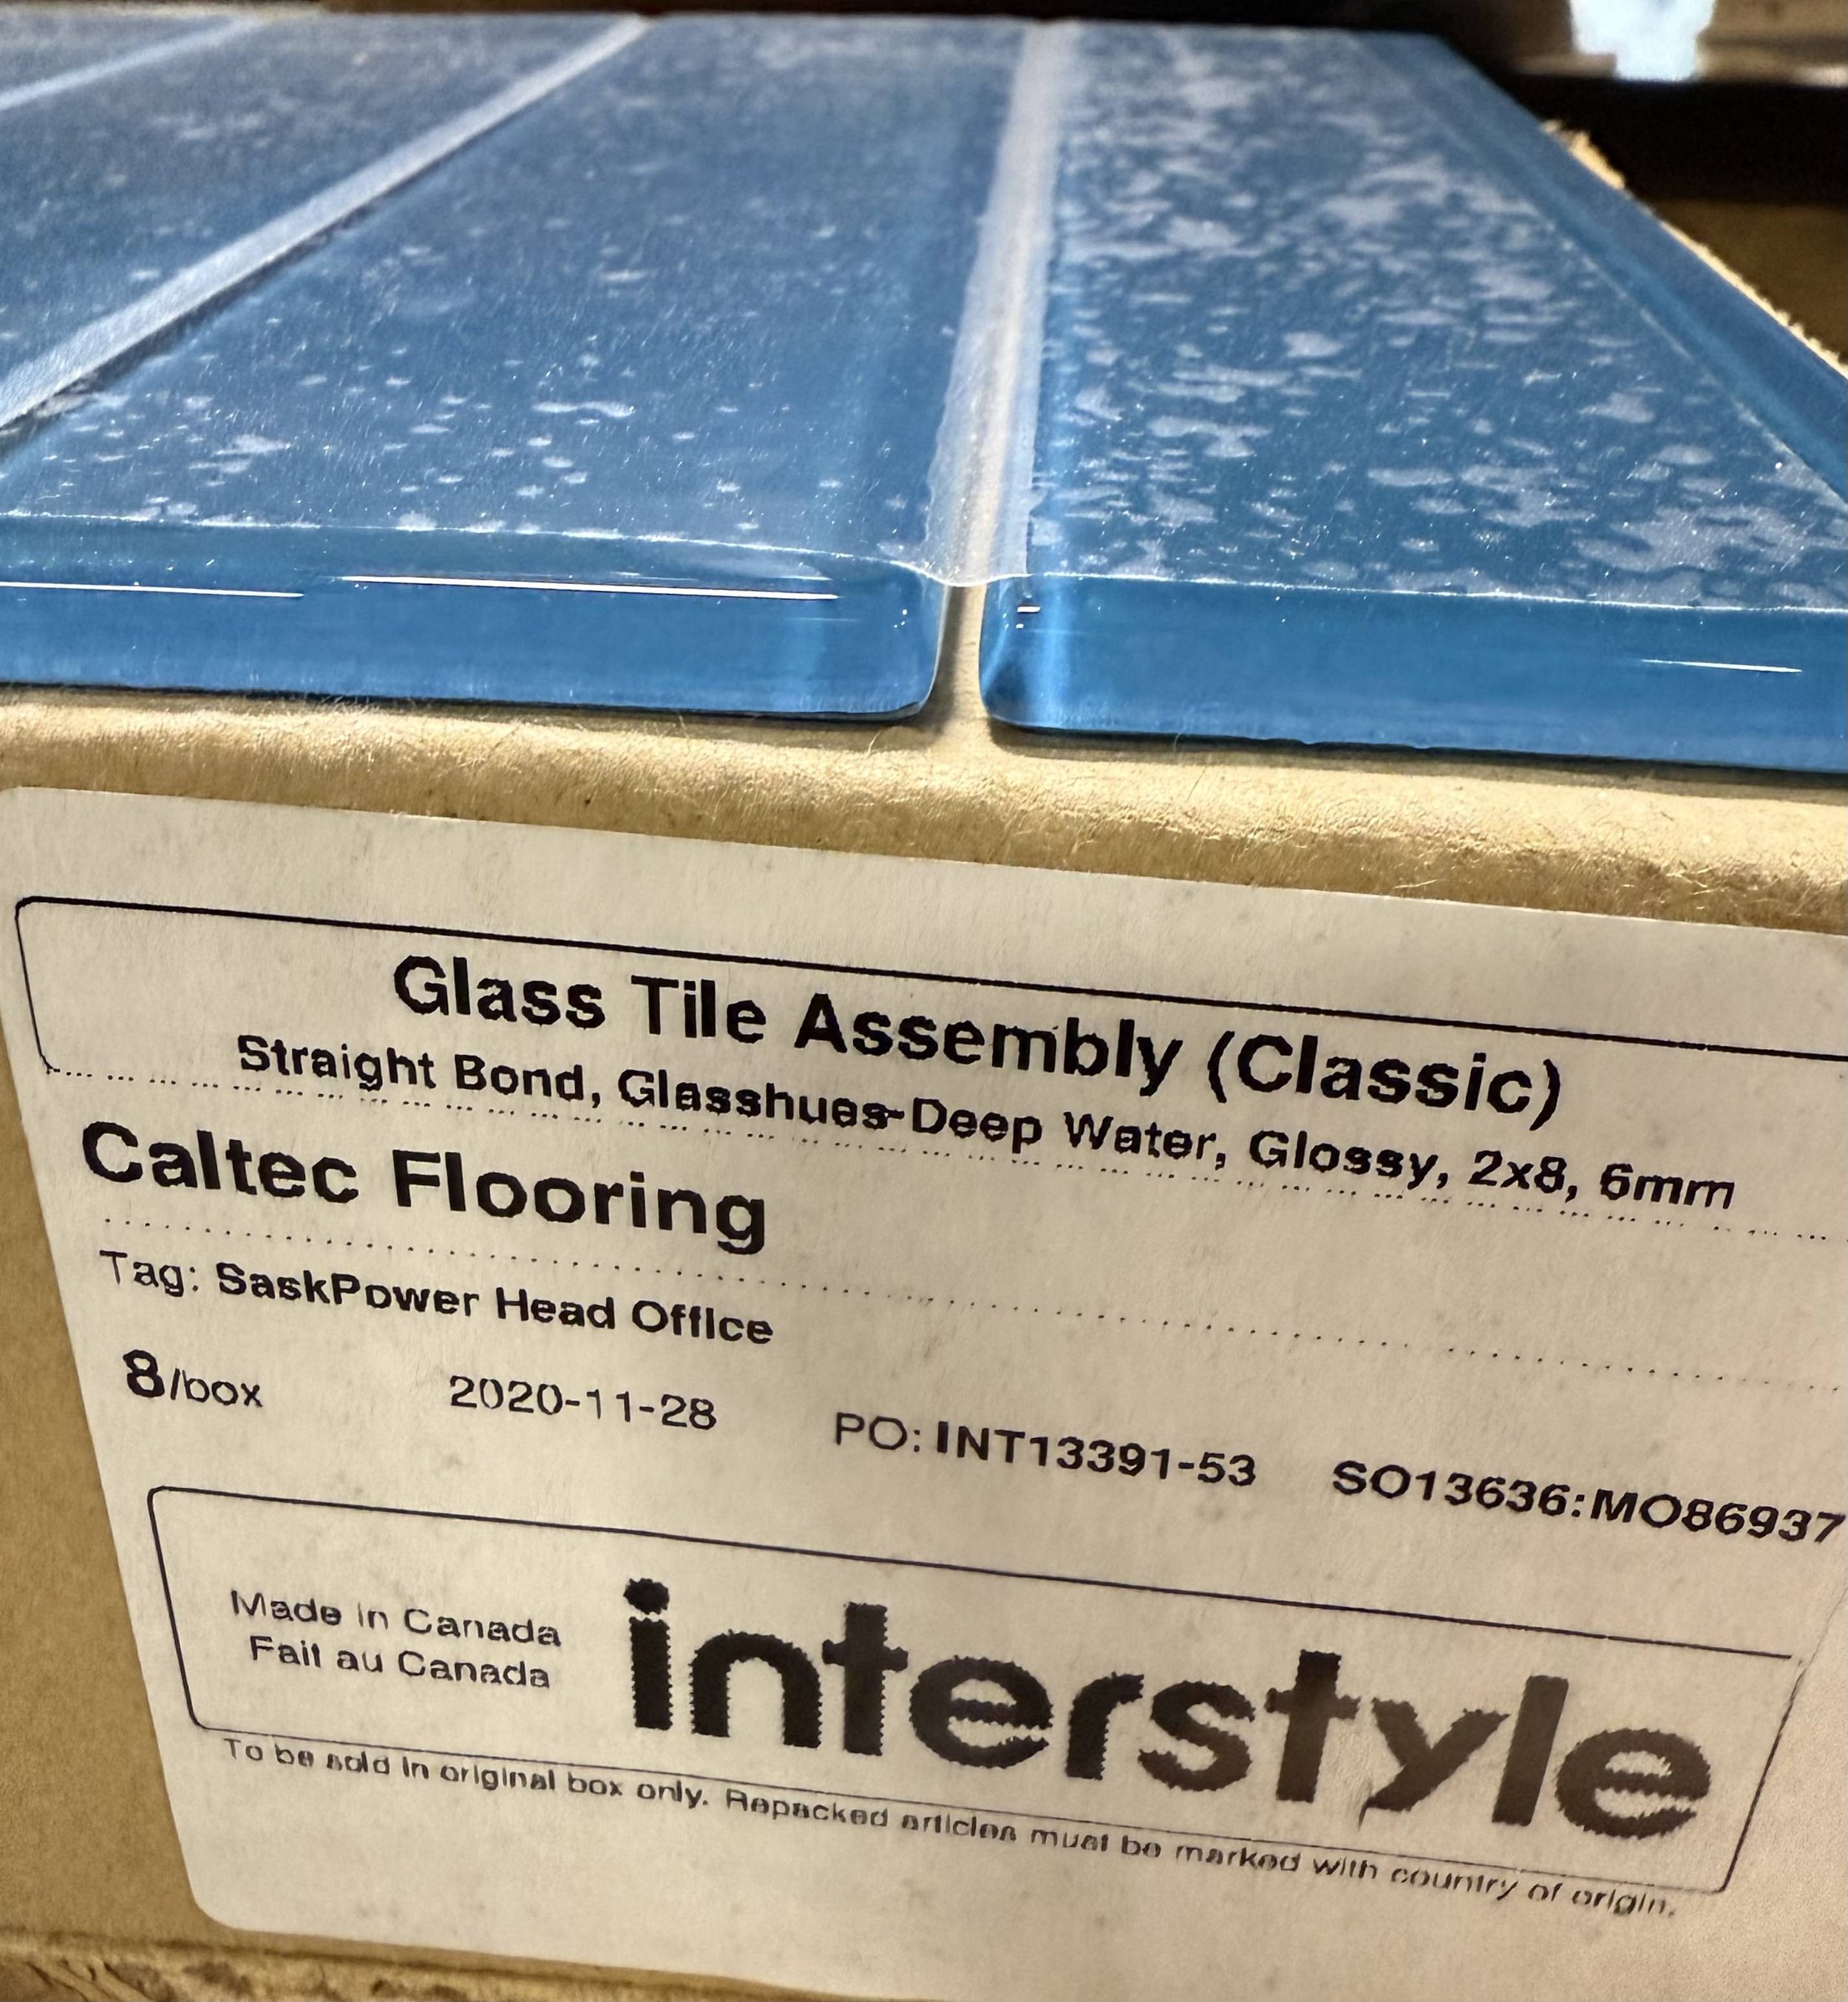 Glass Tile Assembly (Classic)
Straight Bond, Glasshues-Deep Water, Glossy, 2x8, 6mm
Caltec Flooring
Tag: SaskPower Head Office
8/box 2020-11-28 PO: INT13391-53 SO13636:MO86937
Made in Canada
Fait au Canada
interstyle
To be sold in original box only. Repacked articles must be marked with country of origin.